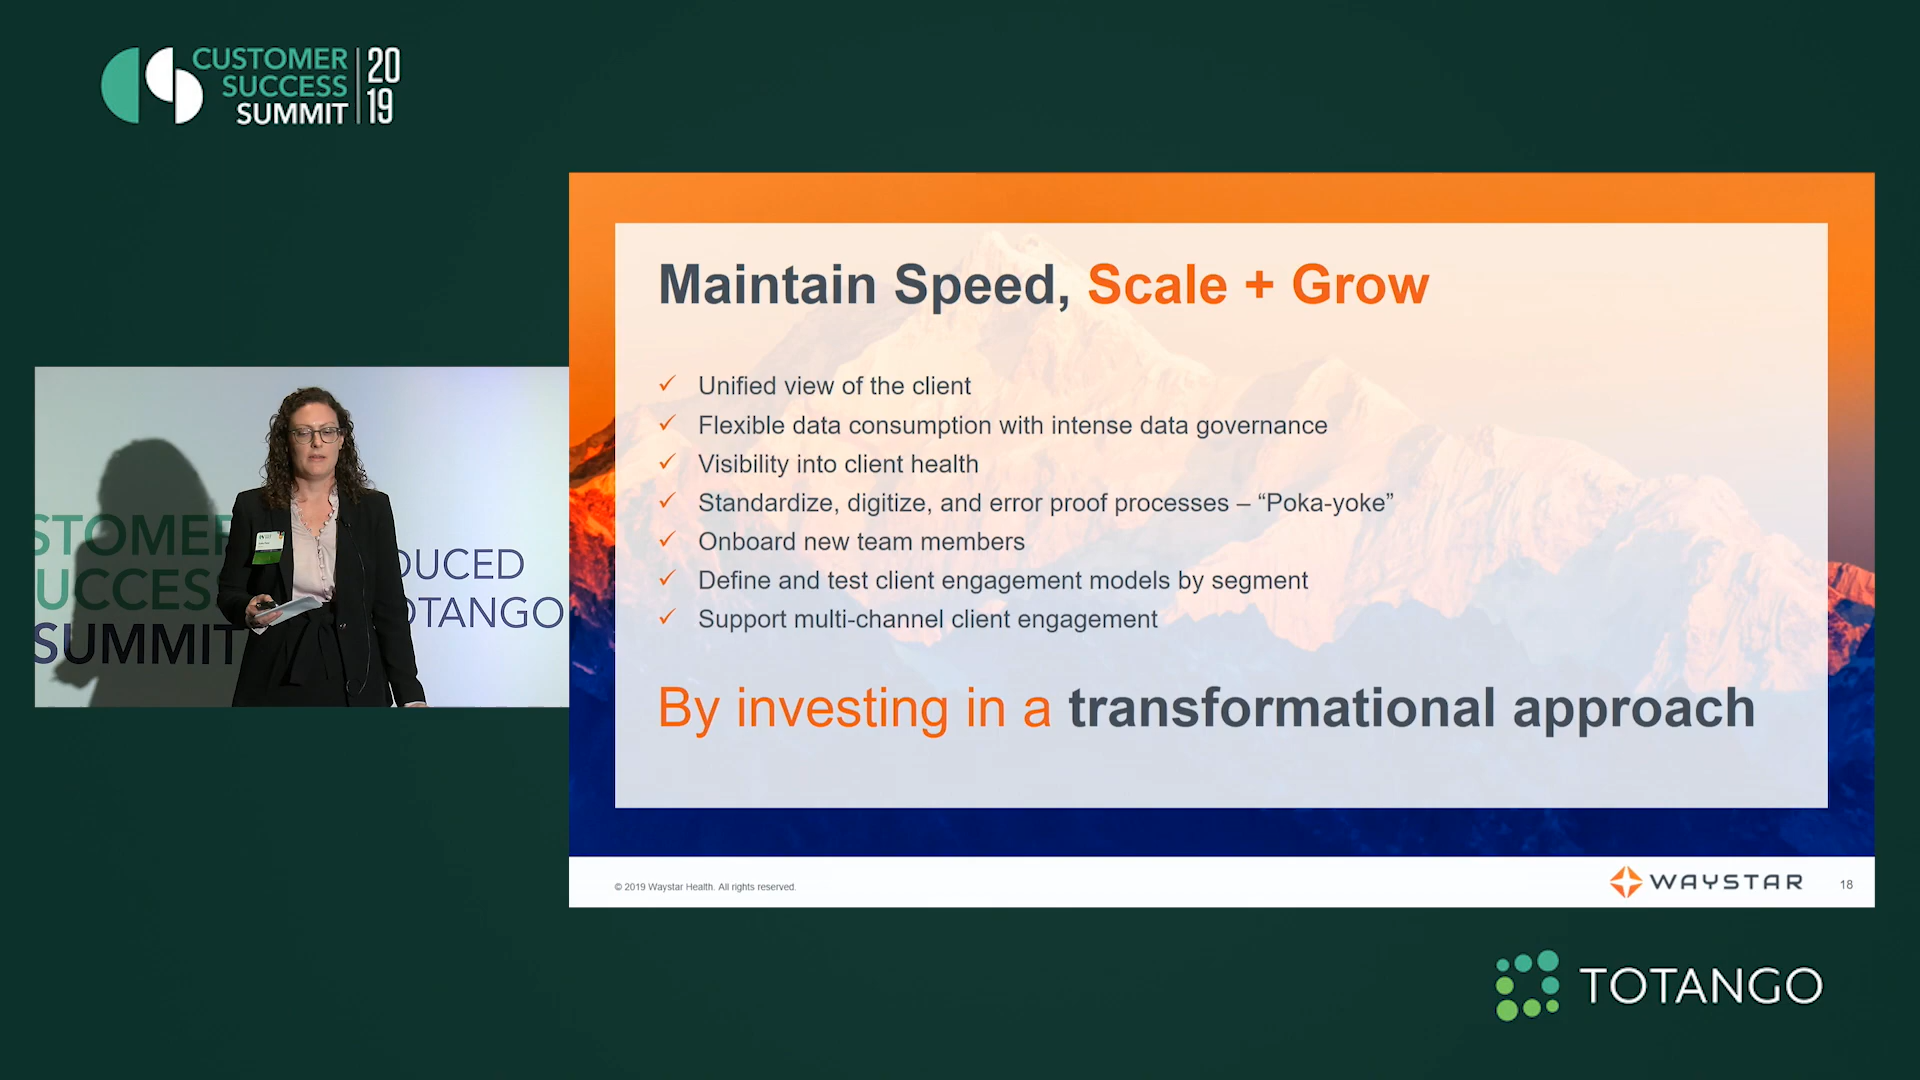 CUSTOMER
SUCCESS
SUMMIT
20
19
STOMER
UCCESS
SUMMIT
DUCED
OTANGO
Maintain Speed, Scale + Grow
✓ Unified view of the client
✓ Flexible data consumption with intense data governance
✓ Visibility into client health
✓ Standardize, digitize, and error proof processes – “Poka-yoke”
✓ Onboard new team members
✓ Define and test client engagement models by segment
✓ Support multi-channel client engagement
By investing in a transformational approach
© 2019 Waystar Health. All rights reserved.
WAYSTAR
18
TOTANGO